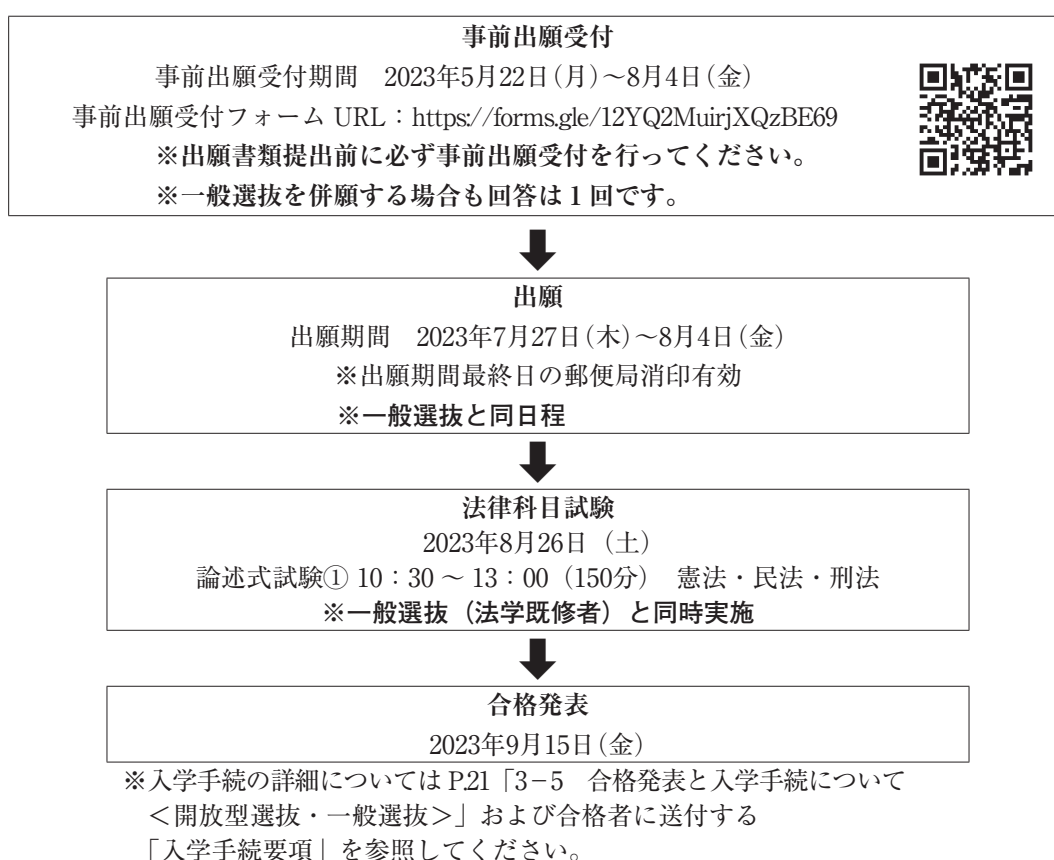 事前出願受付
事前出願受付期間　2023年5月22日(月)～8月4日(金)
事前出願受付フォーム URL：https://forms.gle/12YQ2MuirjXQzBE69
※出願書類提出前に必ず事前出願受付を行ってください。
※一般選抜を併願する場合も回答は1回です。
出願
出願期間　2023年7月27日(木)～8月4日(金)
※出願期間最終日の郵便局消印有効
※一般選抜と同日程
法律科目試験
2023年8月26日（土）
論述式試験① 10：30～13：00（150分）　憲法・民法・刑法
※一般選抜（法学既修者）と同時実施
合格発表
2023年9月15日(金)
※入学手続の詳細については P.21「3－5　合格発表と入学手続について
＜開放型選抜・一般選抜＞」および合格者に送付する
「入学手続要項」を参照してください。